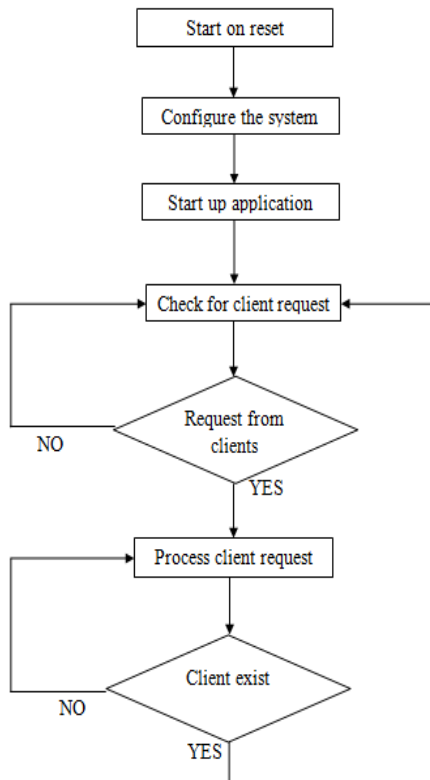 Start on reset
Configure the system
Start up application
Check for client request
Request from
clients
NO
YES
Process client request
Client exist
NO
YES